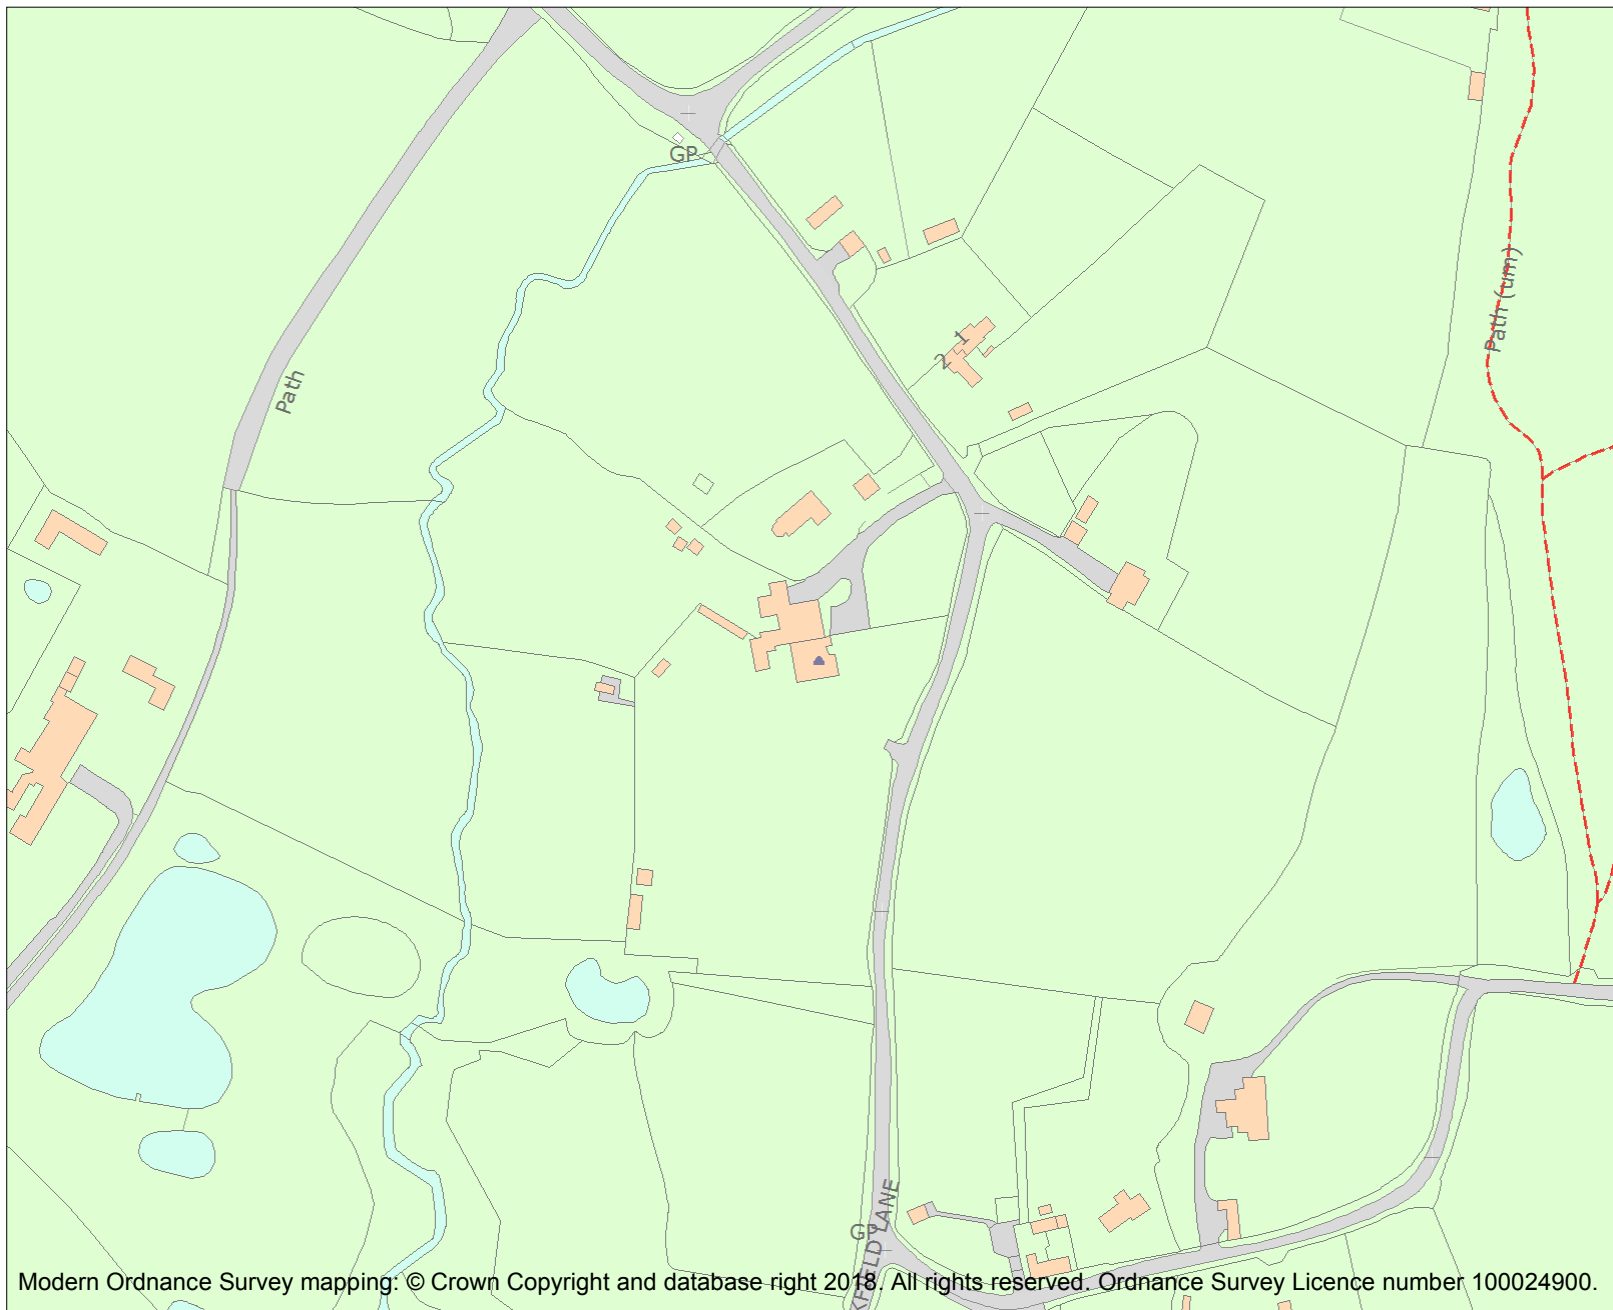 GP
Path (um)
1
2
Path
GP
KFIELD LANE
Modern Ordnance Survey mapping: © Crown Copyright and database right 2018. All rights reserved. Ordnance Survey Licence number 100024900.